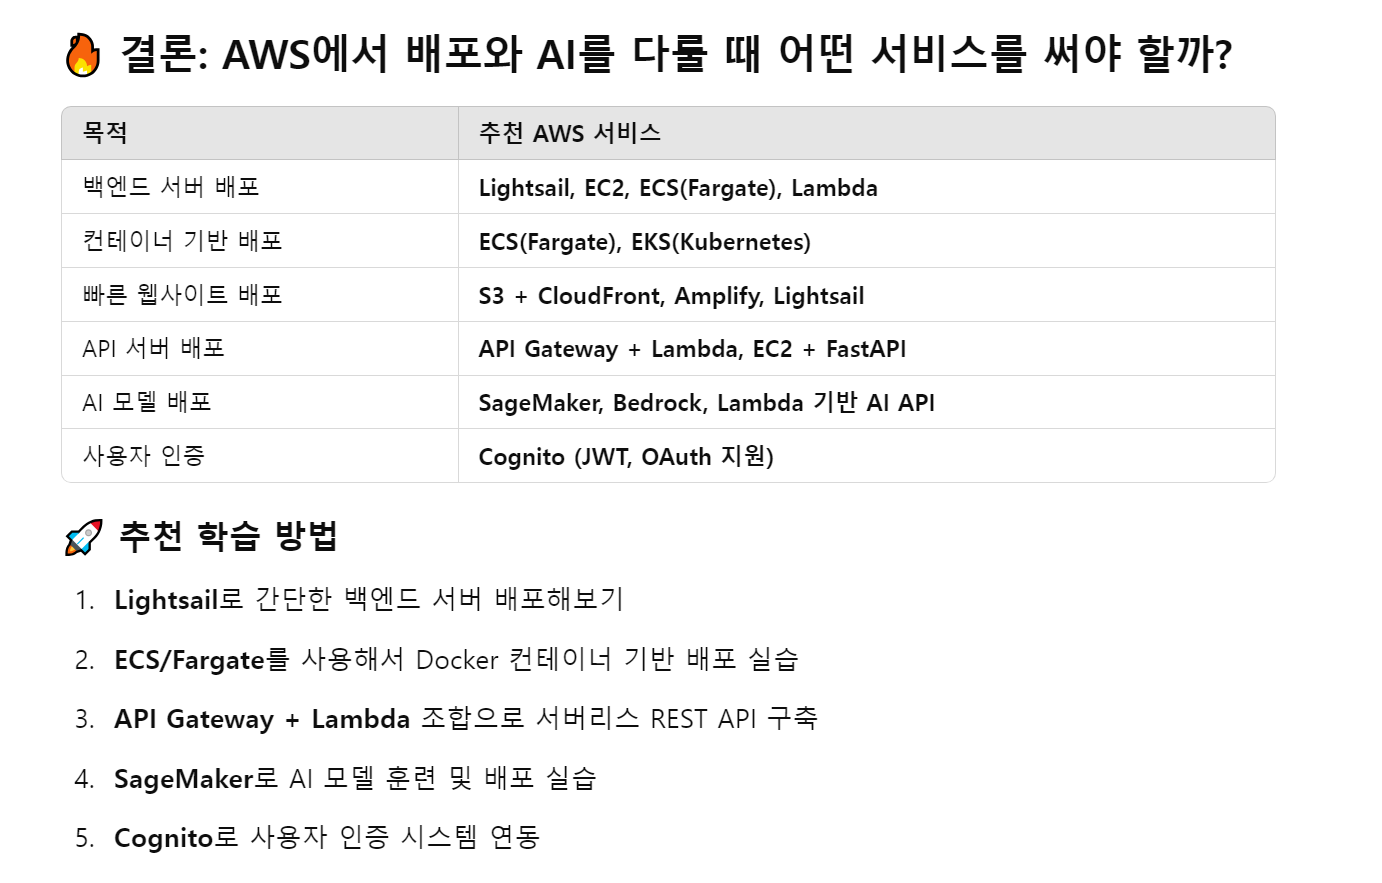 🔥 결론: AWS에서 배포와 AI를 다룰 때 어떤 서비스를 써야 할까?
목적 추천 AWS 서비스
백엔드 서버 배포 Lightsail, EC2, ECS(Fargate), Lambda
컨테이너 기반 배포 ECS(Fargate), EKS(Kubernetes)
빠른 웹사이트 배포 S3 + CloudFront, Amplify, Lightsail
API 서버 배포 API Gateway + Lambda, EC2 + FastAPI
AI 모델 배포 SageMaker, Bedrock, Lambda 기반 AI API
사용자 인증 Cognito (JWT, OAuth 지원)
🚀 추천 학습 방법
1. Lightsail로 간단한 백엔드 서버 배포해보기
2. ECS/Fargate를 사용해서 Docker 컨테이너 기반 배포 실습
3. API Gateway + Lambda 조합으로 서버리스 REST API 구축
4. SageMaker로 AI 모델 훈련 및 배포 실습
5. Cognito로 사용자 인증 시스템 연동